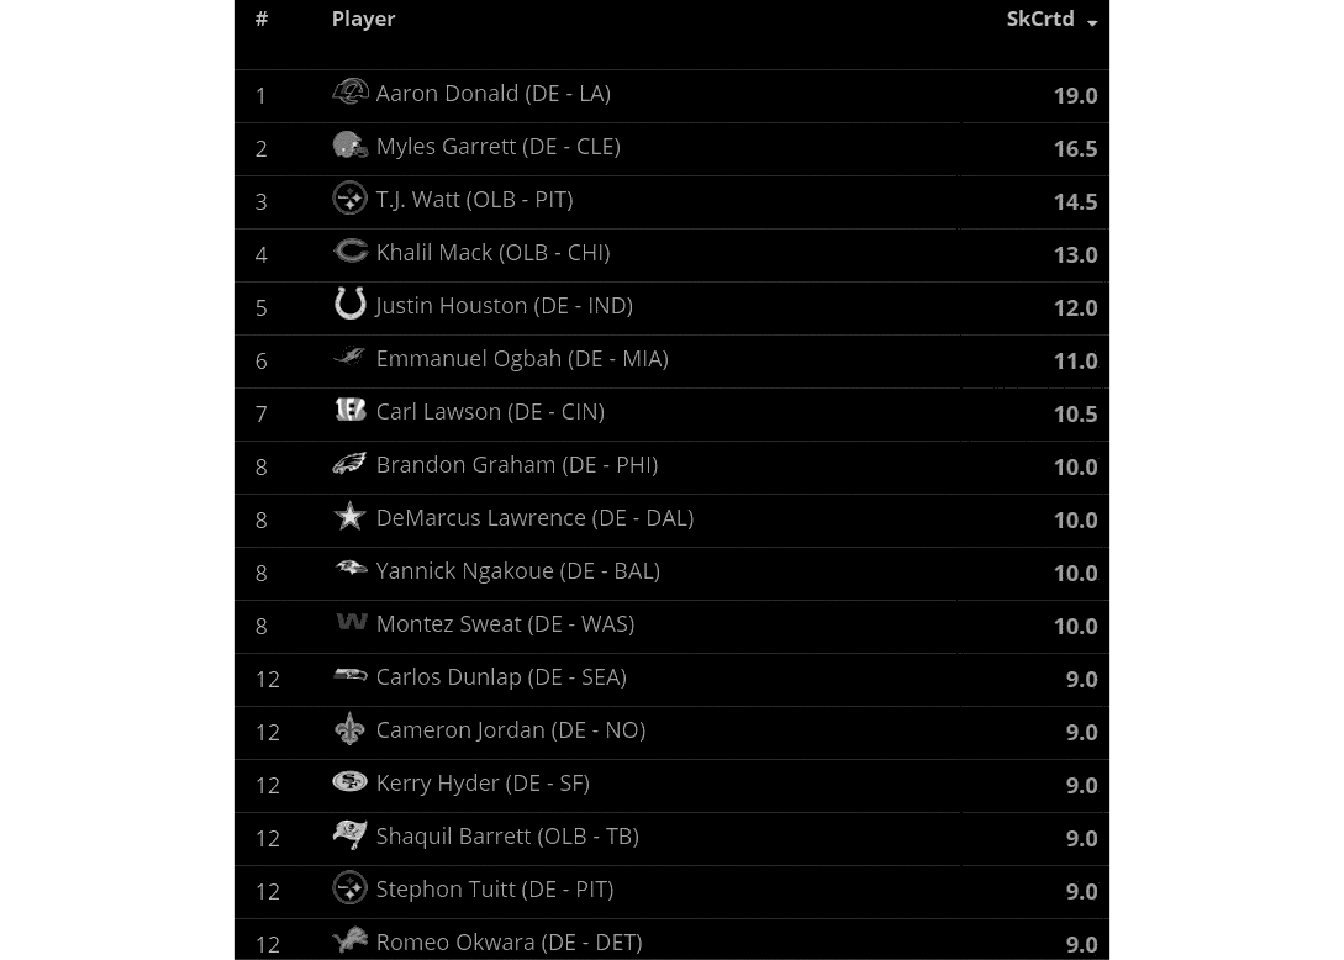 # Player SkCrtd
1 Aaron Donald (DE - LA) 19.0
2 Myles Garrett (DE - CLE) 16.5
3 T.J. Watt (OLB - PIT) 14.5
4 Khalil Mack (OLB - CHI) 13.0
5 Justin Houston (DE - IND) 12.0
6 Emmanuel Ogbah (DE - MIA) 11.0
7 Carl Lawson (DE - CIN) 10.5
8 Brandon Graham (DE - PHI) 10.0
8 DeMarcus Lawrence (DE - DAL) 10.0
8 Yannick Ngakoue (DE - BAL) 10.0
8 Montez Sweat (DE - WAS) 10.0
12 Carlos Dunlap (DE - SEA) 9.0
12 Cameron Jordan (DE - NO) 9.0
12 Kerry Hyder (DE - SF) 9.0
12 Shaquil Barrett (OLB - TB) 9.0
12 Stephon Tuitt (DE - PIT) 9.0
12 Romeo Okwara (DE - DET) 9.0